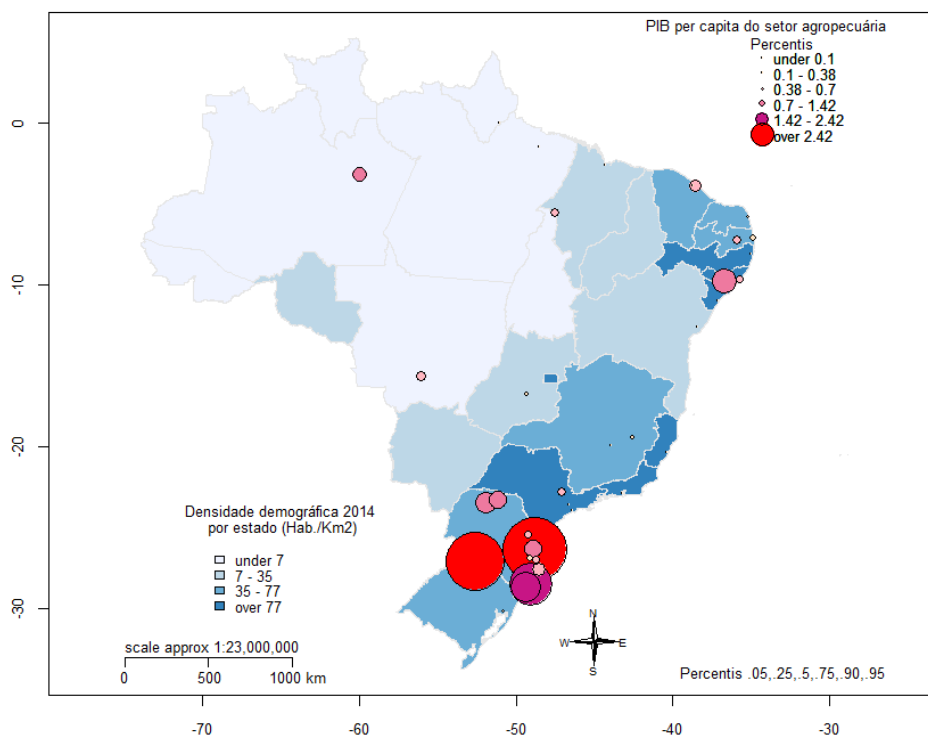 PIB per capita do setor agropecuária
Percentis
under 0.1
0.1 - 0.38
0.38 - 0.7
0.7 - 1.42
1.42 - 2.42
over 2.42
0
-10
-20
-30
Densidade demográfica 2014
por estado (Hab./Km2)
under 7
7 - 35
35 - 77
over 77
scale approx 1:23,000,000
0 500 1000 km
N
W E
S
Percentis .05,.25,.5,.75,.90,.95
-70 -60 -50 -40 -30